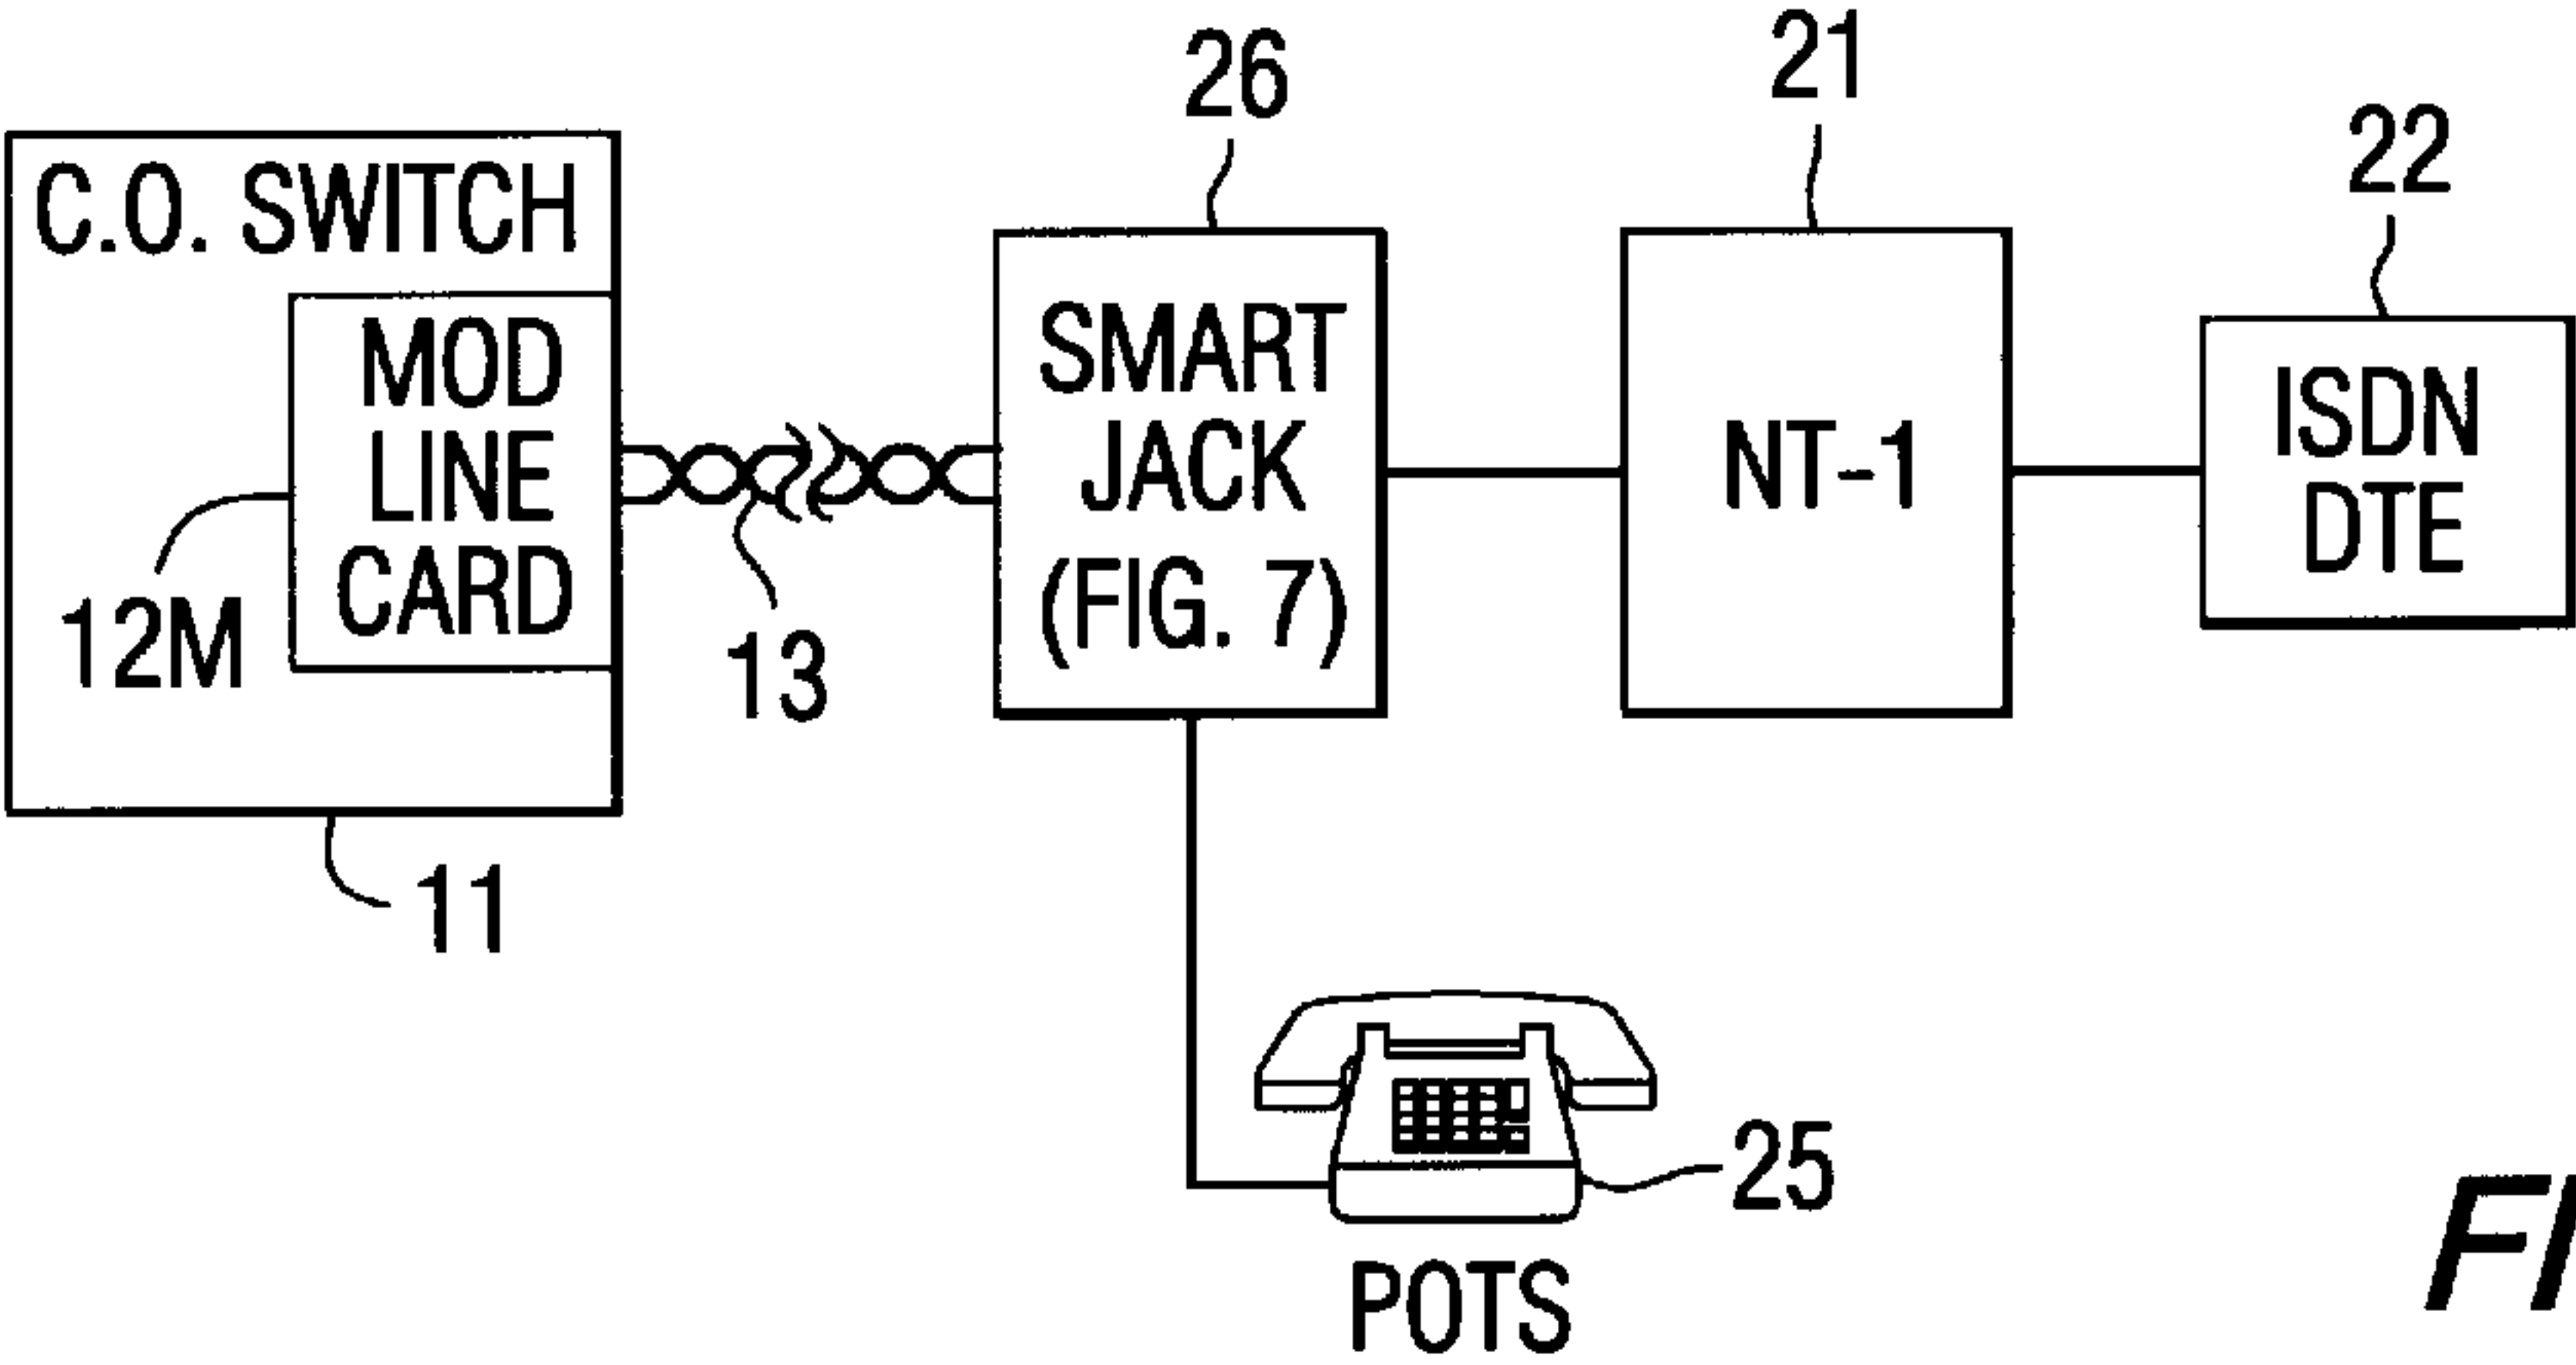 C.O. SWITCH
MOD
LINE
CARD
12M
11
13
26
SMART
JACK
(FIG. 7)
21
NT-1
22
ISDN
DTE
25
POTS